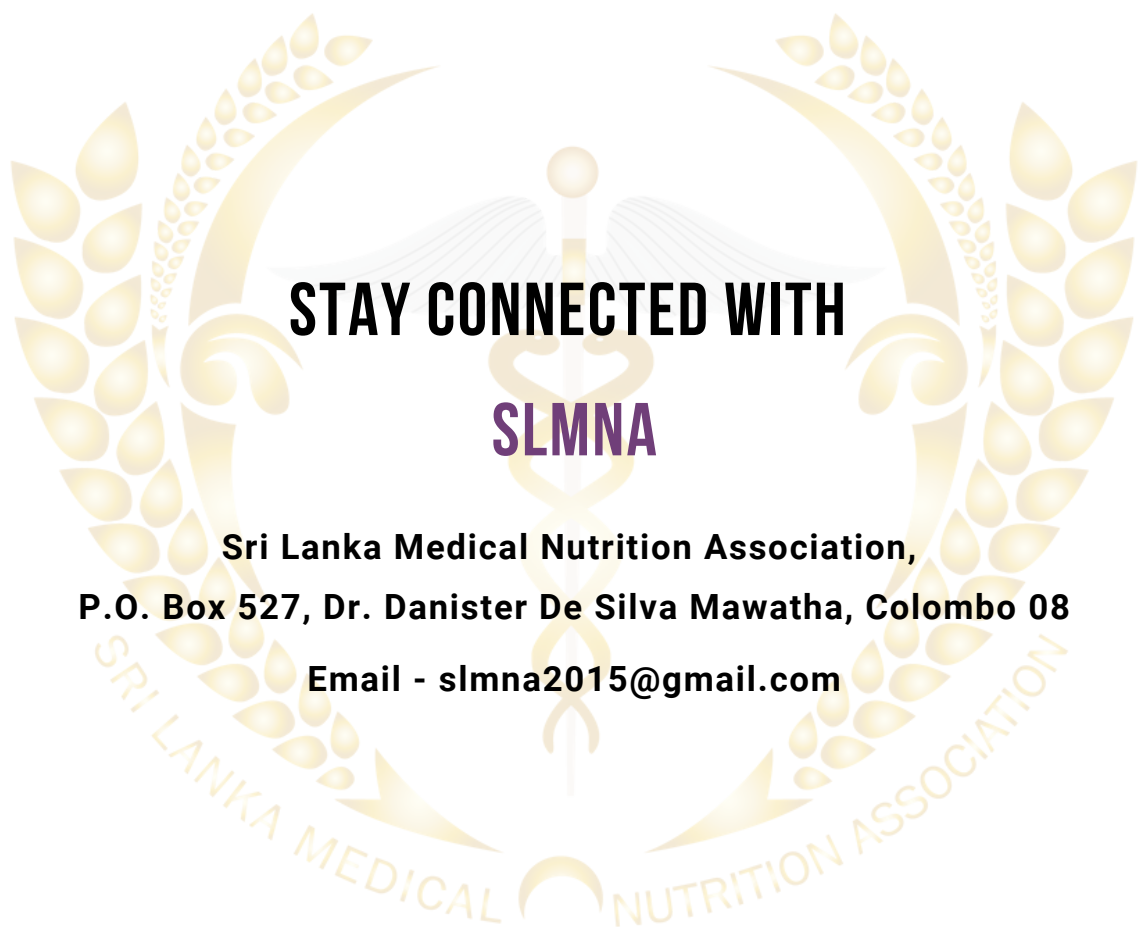 STAY CONNECTED WITH
SLMNA
Sri Lanka Medical Nutrition Association,
P.O. Box 527, Dr. Danister De Silva Mawatha, Colombo 08
Email - slmna2015@gmail.com
SRI LANKA MEDICAL NUTRITION ASSOCIATION